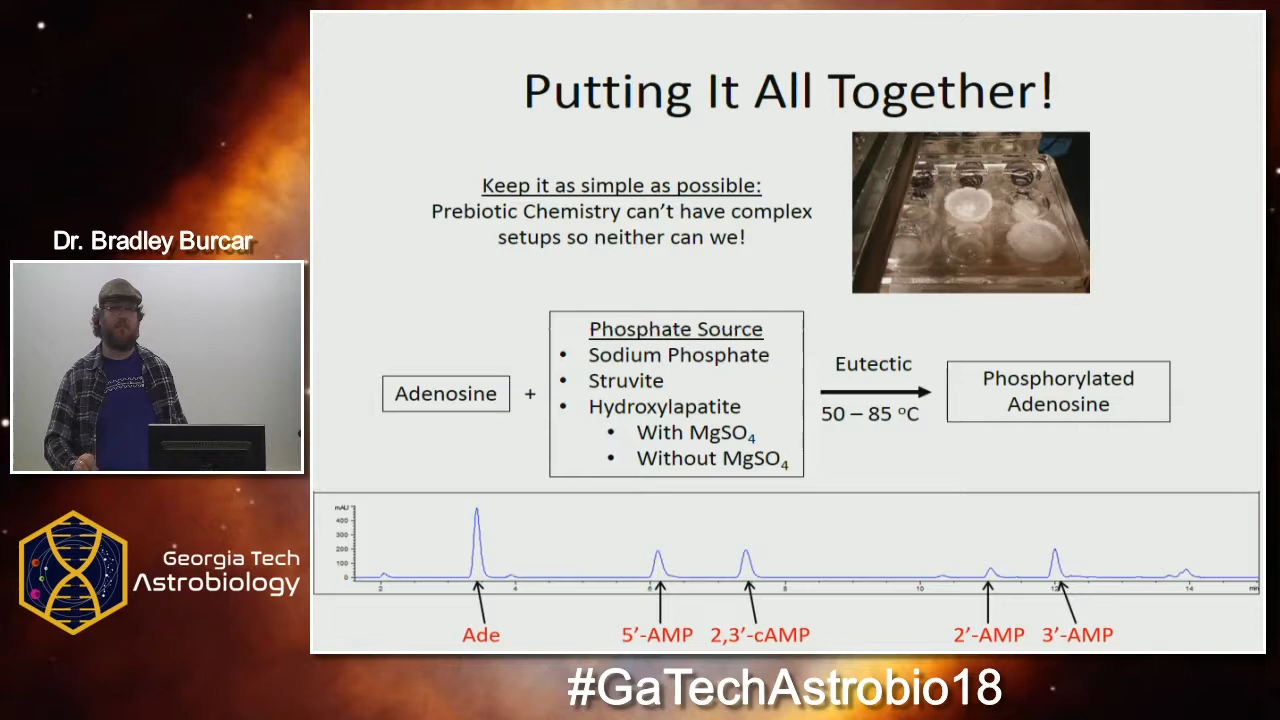 Putting It All Together!
Keep it as simple as possible:
Prebiotic Chemistry can't have complex
setups so neither can we!
Dr. Bradley Burcar
Phosphate Source
• Sodium Phosphate
• Struvite
• Hydroxylapatite
• With MgSO₄
• Without MgSO₄
Adenosine
+
Eutectic
50 – 85 °C
Phosphorylated
Adenosine
Georgia Tech
Astrobiology
mAU
400
300
200
100
0
2 4 6 8 10 12 14 min
Ade 5'-AMP 2,3'-cAMP 2'-AMP 3'-AMP
#GaTechAstrobio18